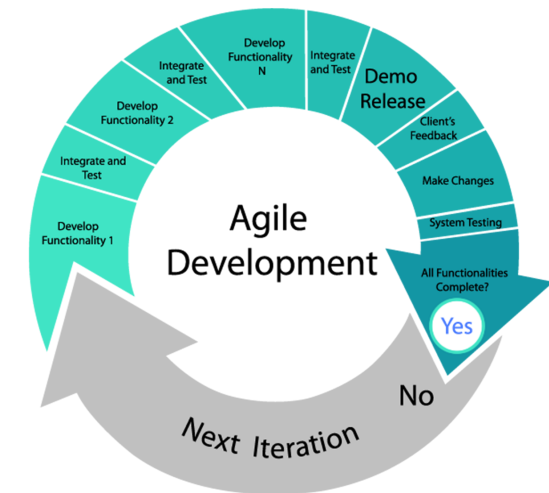 Develop
Functionality 1
Integrate and
Test
Develop
Functionality 2
Integrate
and Test
Develop
Functionality
N
Integrate
and Test
Demo
Release
Client's
Feedback
Make Changes
System Testing
All Functionalities
Complete?
Yes
No
Next Iteration
Agile
Development